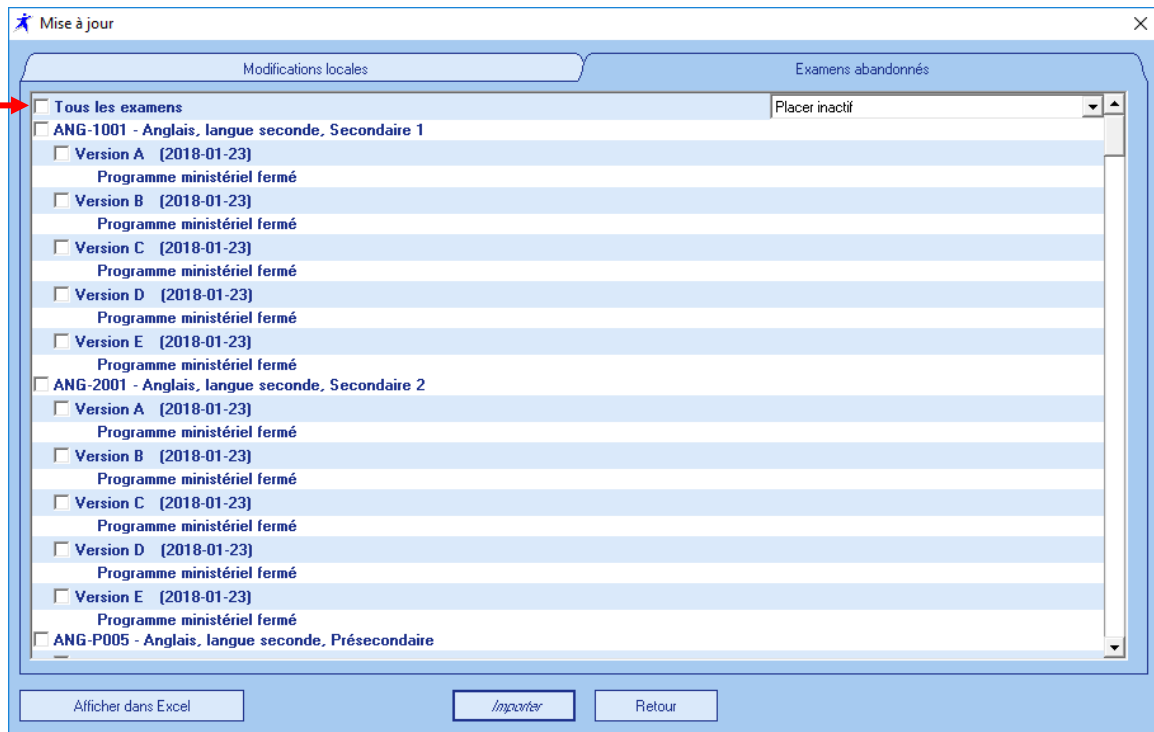 Mise à jour
Modifications locales
Examens abandonnés
Tous les examens
Placer inactif
ANG-1001 - Anglais, langue seconde, Secondaire 1
Version A (2018-01-23)
Programme ministériel fermé
Version B (2018-01-23)
Programme ministériel fermé
Version C (2018-01-23)
Programme ministériel fermé
Version D (2018-01-23)
Programme ministériel fermé
Version E (2018-01-23)
Programme ministériel fermé
ANG-2001 - Anglais, langue seconde, Secondaire 2
Version A (2018-01-23)
Programme ministériel fermé
Version B (2018-01-23)
Programme ministériel fermé
Version C (2018-01-23)
Programme ministériel fermé
Version D (2018-01-23)
Programme ministériel fermé
Version E (2018-01-23)
Programme ministériel fermé
ANG-P005 - Anglais, langue seconde, Présecondaire
Afficher dans Excel
Importer
Retour